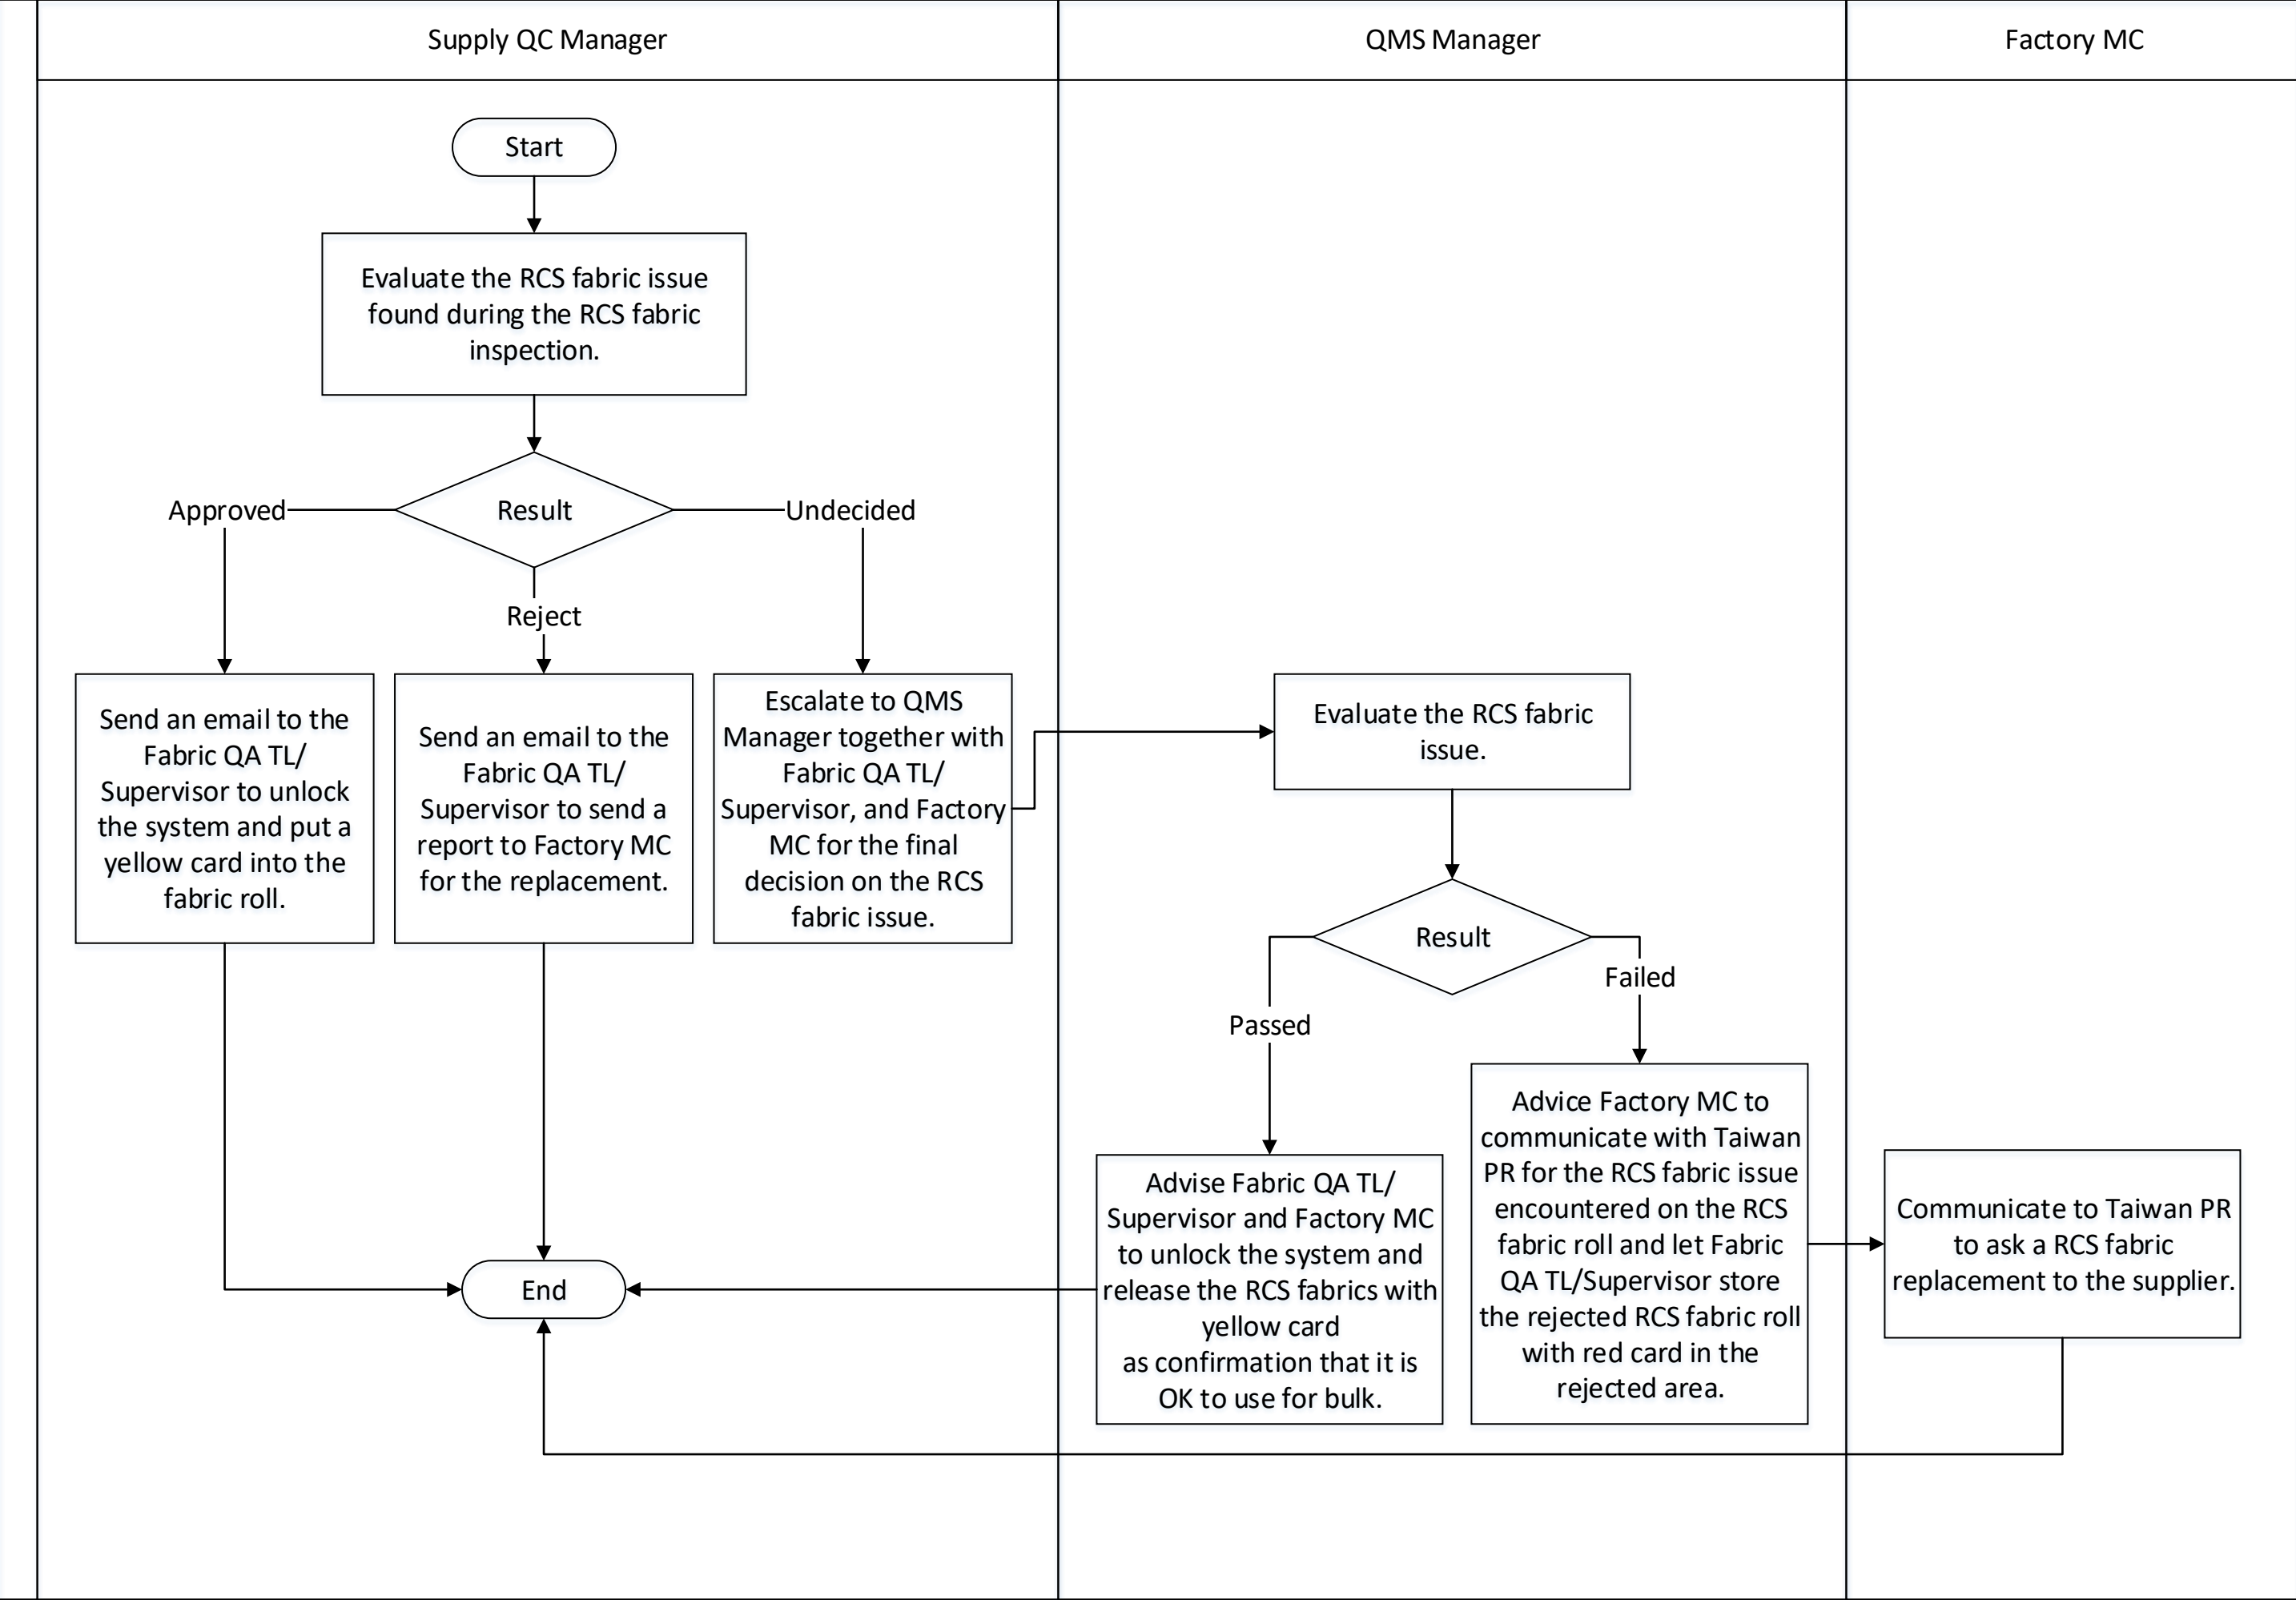 Supply QC Manager
QMS Manager
Factory MC
Start
Evaluate the RCS fabric issue
found during the RCS fabric
inspection.
Result
Approved
Undecided
Reject
Send an email to the
Fabric QA TL/
Supervisor to unlock
the system and put a
yellow card into the
fabric roll.
Send an email to the
Fabric QA TL/
Supervisor to send a
report to Factory MC
for the replacement.
Escalate to QMS
Manager together with
Fabric QA TL/
Supervisor, and Factory
MC for the final
decision on the RCS
fabric issue.
Evaluate the RCS fabric
issue.
Result
Failed
Passed
Advise Fabric QA TL/
Supervisor and Factory MC
to unlock the system and
release the RCS fabrics with
yellow card
as confirmation that it is
OK to use for bulk.
Advice Factory MC to
communicate with Taiwan
PR for the RCS fabric issue
encountered on the RCS
fabric roll and let Fabric
QA TL/Supervisor store
the rejected RCS fabric roll
with red card in the
rejected area.
Communicate to Taiwan PR
to ask a RCS fabric
replacement to the supplier.
End